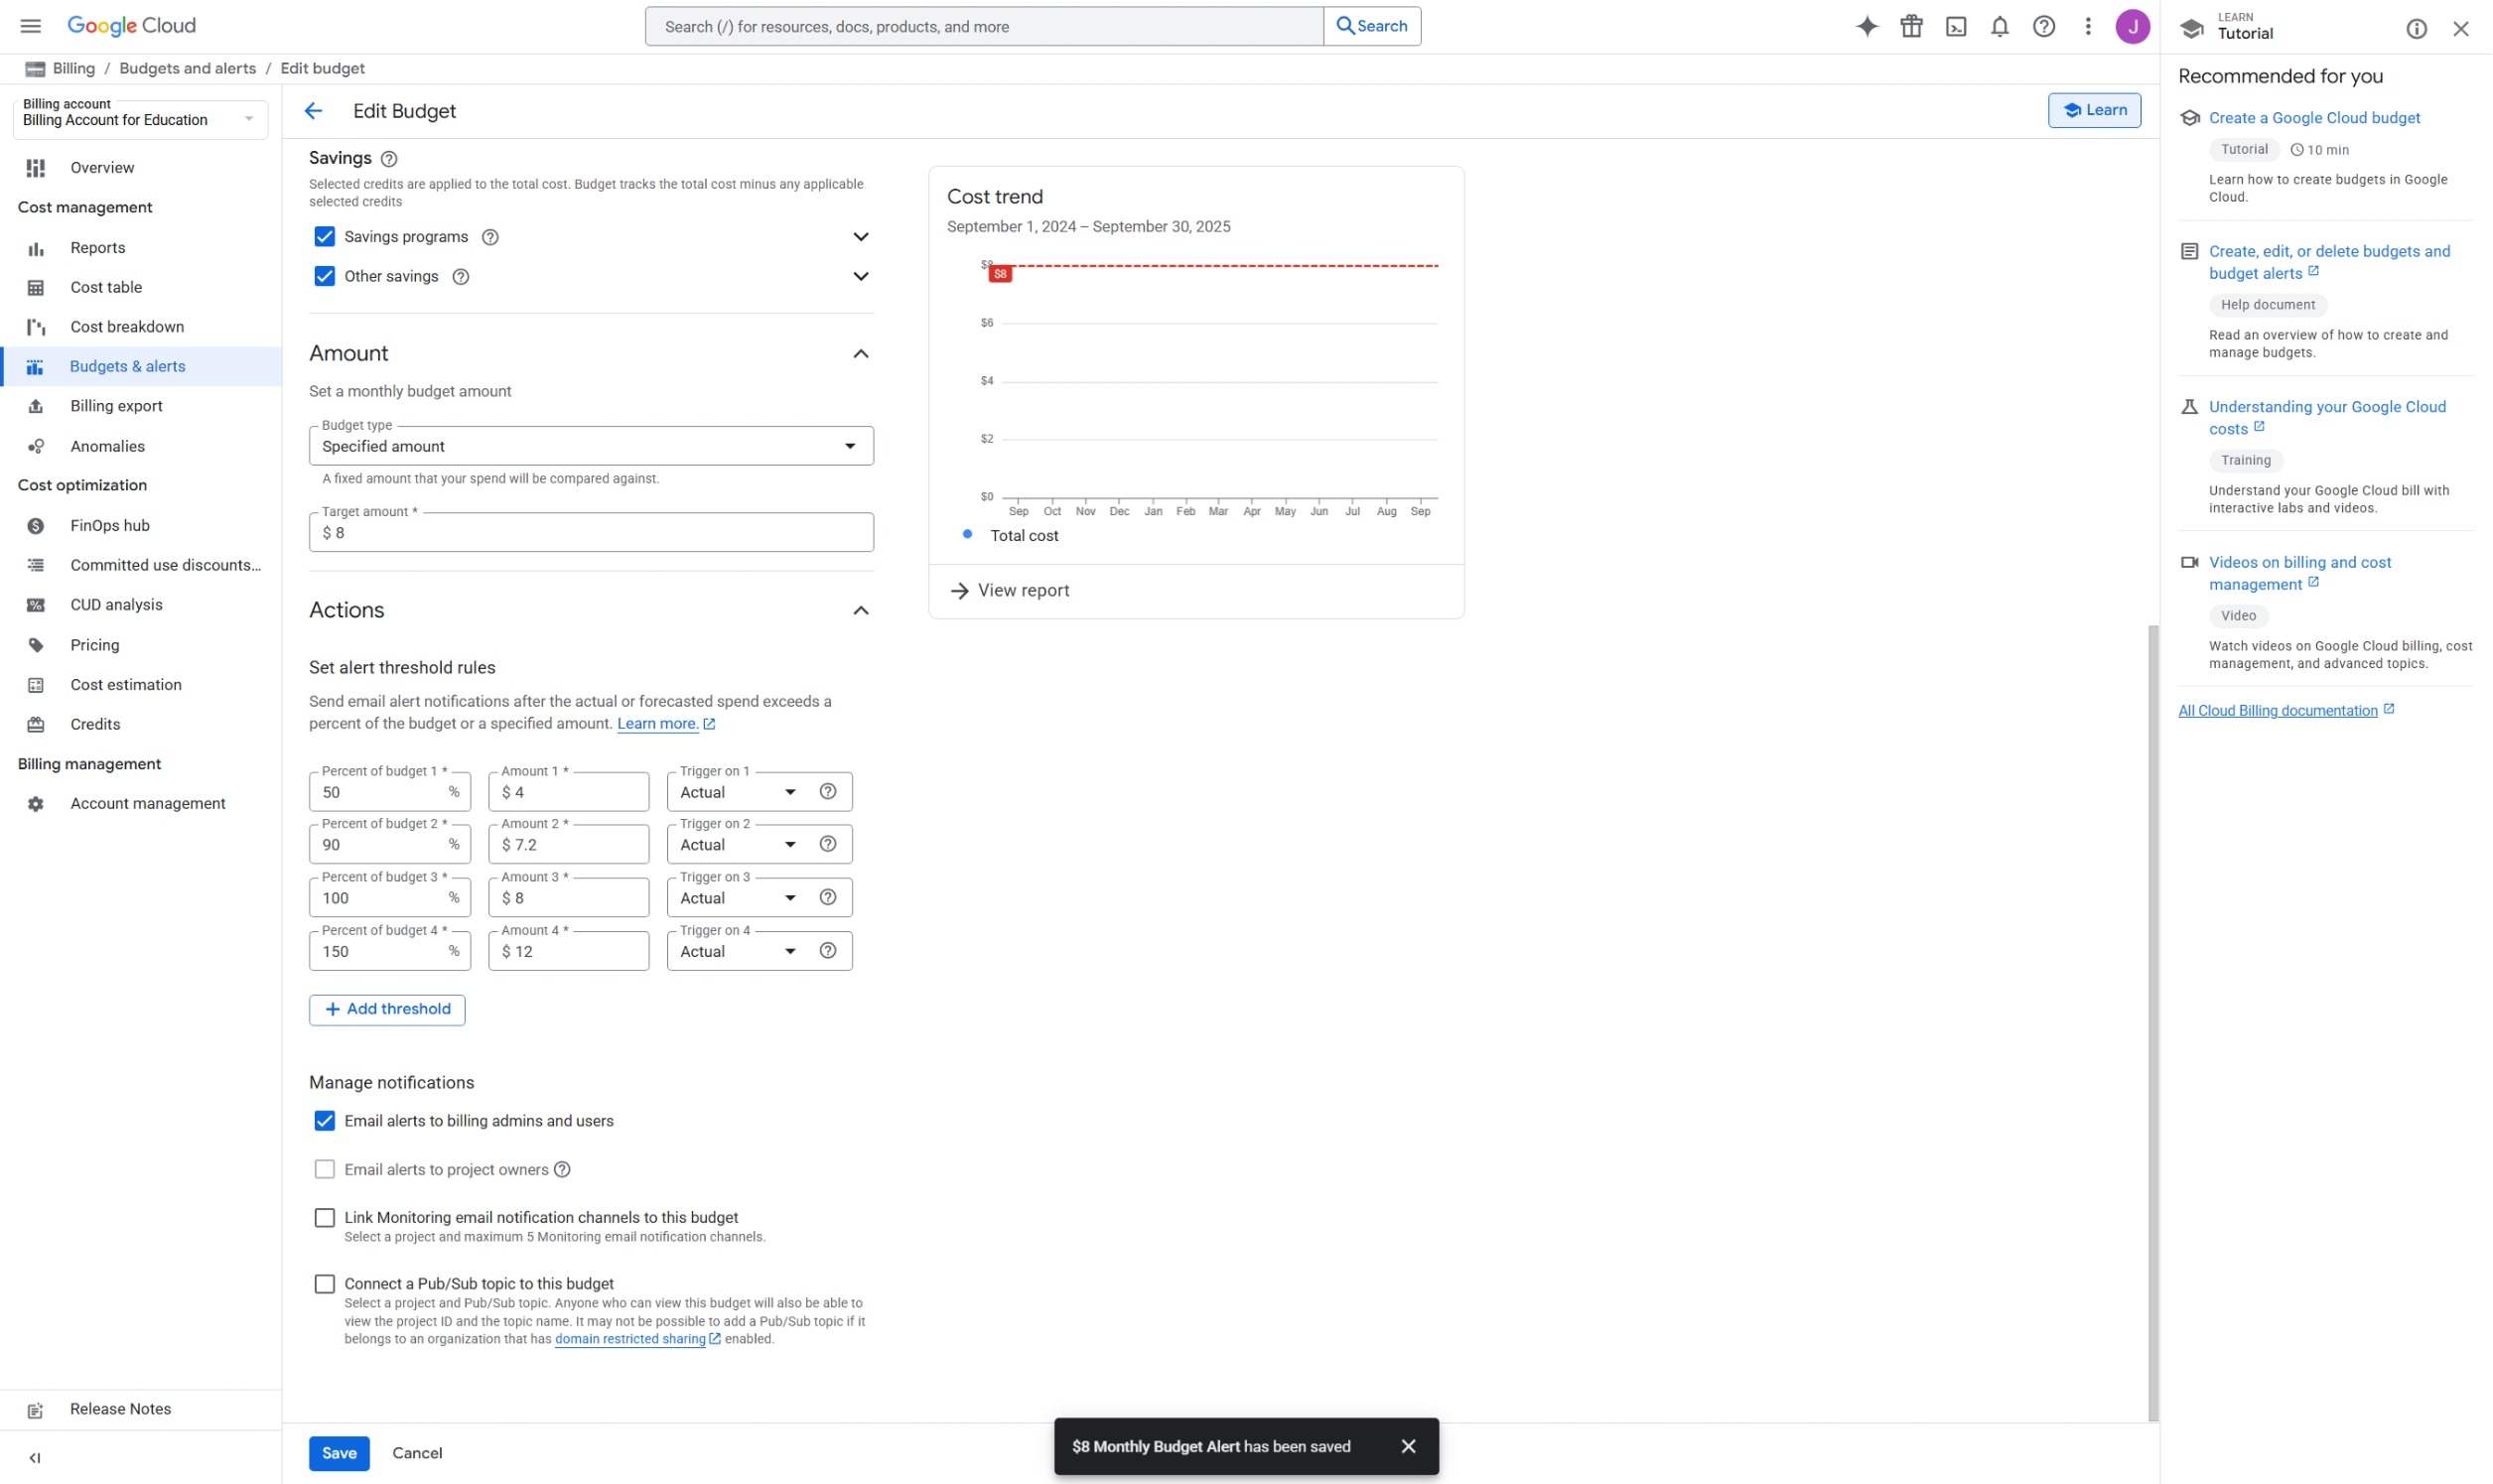 Google Cloud
Search (/) for resources, docs, products, and more
Search
J
LEARN
Tutorial
Billing / Budgets and alerts / Edit budget
Billing account
Billing Account for Education
Overview
Cost management
Reports
Cost table
Cost breakdown
Budgets & alerts
Billing export
Anomalies
Cost optimization
FinOps hub
Committed use discounts...
CUD analysis
Pricing
Cost estimation
Credits
Billing management
Account management
Release Notes
Edit Budget
Learn
Savings
Selected credits are applied to the total cost. Budget tracks the total cost minus any applicable
selected credits
Savings programs
Other savings
Amount
Set a monthly budget amount
Budget type
Specified amount
A fixed amount that your spend will be compared against.
Target amount *
$ 8
Actions
Set alert threshold rules
Send email alert notifications after the actual or forecasted spend exceeds a
percent of the budget or a specified amount. Learn more.
Percent of budget 1 * Amount 1 * Trigger on 1
50 % $ 4 Actual
Percent of budget 2 * Amount 2 * Trigger on 2
90 % $ 7.2 Actual
Percent of budget 3 * Amount 3 * Trigger on 3
100 % $ 8 Actual
Percent of budget 4 * Amount 4 * Trigger on 4
150 % $ 12 Actual
+ Add threshold
Manage notifications
Email alerts to billing admins and users
Email alerts to project owners
Link Monitoring email notification channels to this budget
Select a project and maximum 5 Monitoring email notification channels.
Connect a Pub/Sub topic to this budget
Select a project and Pub/Sub topic. Anyone who can view this budget will also be able to
view the project ID and the topic name. It may not be possible to add a Pub/Sub topic if it
belongs to an organization that has domain restricted sharing enabled.
Save Cancel
Cost trend
September 1, 2024 – September 30, 2025
$8
$8
$6
$4
$2
$0
Sep Oct Nov Dec Jan Feb Mar Apr May Jun Jul Aug Sep
Total cost
View report
$8 Monthly Budget Alert has been saved
Recommended for you
Create a Google Cloud budget
Tutorial 10 min
Learn how to create budgets in Google
Cloud.
Create, edit, or delete budgets and
budget alerts
Help document
Read an overview of how to create and
manage budgets.
Understanding your Google Cloud
costs
Training
Understand your Google Cloud bill with
interactive labs and videos.
Videos on billing and cost
management
Video
Watch videos on Google Cloud billing, cost
management, and advanced topics.
All Cloud Billing documentation